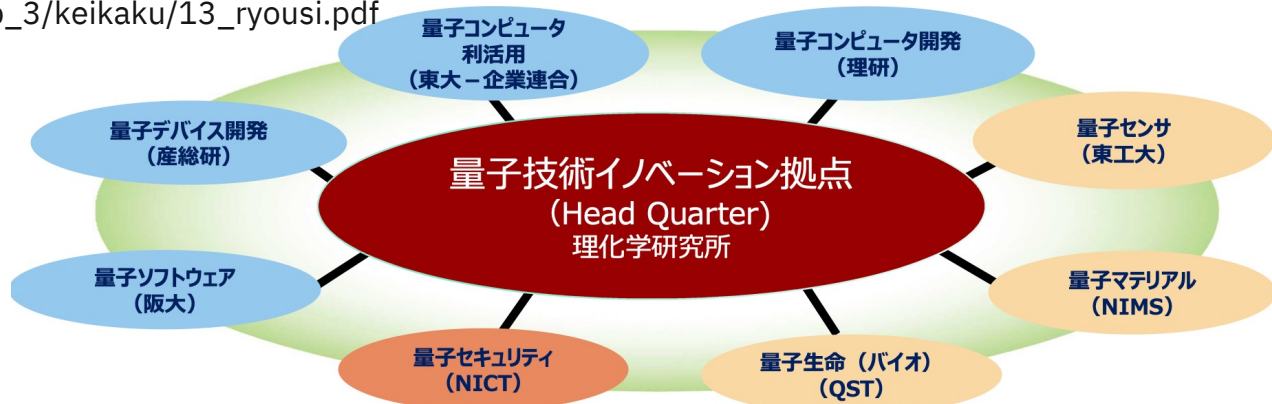 o_3/keikaku/13_ryousi.pdf
量子コンピュータ
利活用
（東大－企業連合）
量子コンピュータ開発
（理研）
量子デバイス開発
（産総研）
量子センサ
（東工大）
量子技術イノベーション拠点
（Head Quarter)
理化学研究所
量子ソフトウェア
（阪大）
量子マテリアル
（NIMS）
量子セキュリティ
（NICT）
量子生命（バイオ）
（QST）